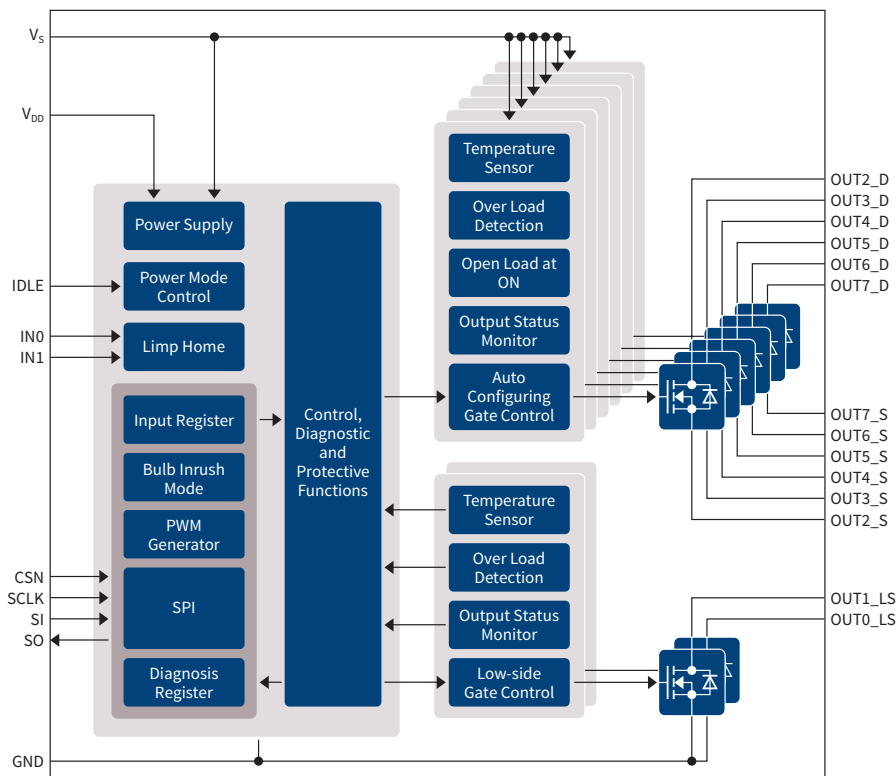 VS
VDD
IDLE
IN0
IN1
CSN
SCLK
SI
SO
GND
Power Supply
Power Mode
Control
Limp Home
Input Register
Bulb Inrush
Mode
PWM
Generator
SPI
Diagnosis
Register
Control,
Diagnostic
and
Protective
Functions
Temperature
Sensor
Over Load
Detection
Open Load at
ON
Output Status
Monitor
Auto
Configuring
Gate Control
Temperature
Sensor
Over Load
Detection
Output Status
Monitor
Low-side
Gate Control
OUT2_D
OUT3_D
OUT4_D
OUT5_D
OUT6_D
OUT7_D
OUT7_S
OUT6_S
OUT5_S
OUT4_S
OUT3_S
OUT2_S
OUT1_LS
OUT0_LS